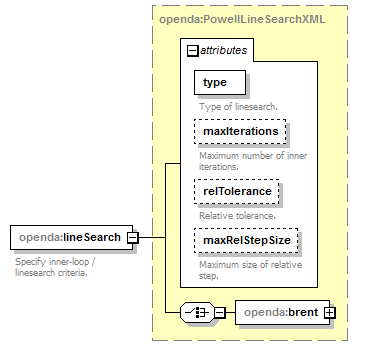 openda:PowellLineSearchXML
attributes
type
Type of linesearch.
maxIterations
Maximum number of inner
iterations.
relTolerance
Relative tolerance.
maxRelStepSize
Maximum size of relative
step.
openda:lineSearch
Specify inner-loop /
linesearch criteria.
openda:brent